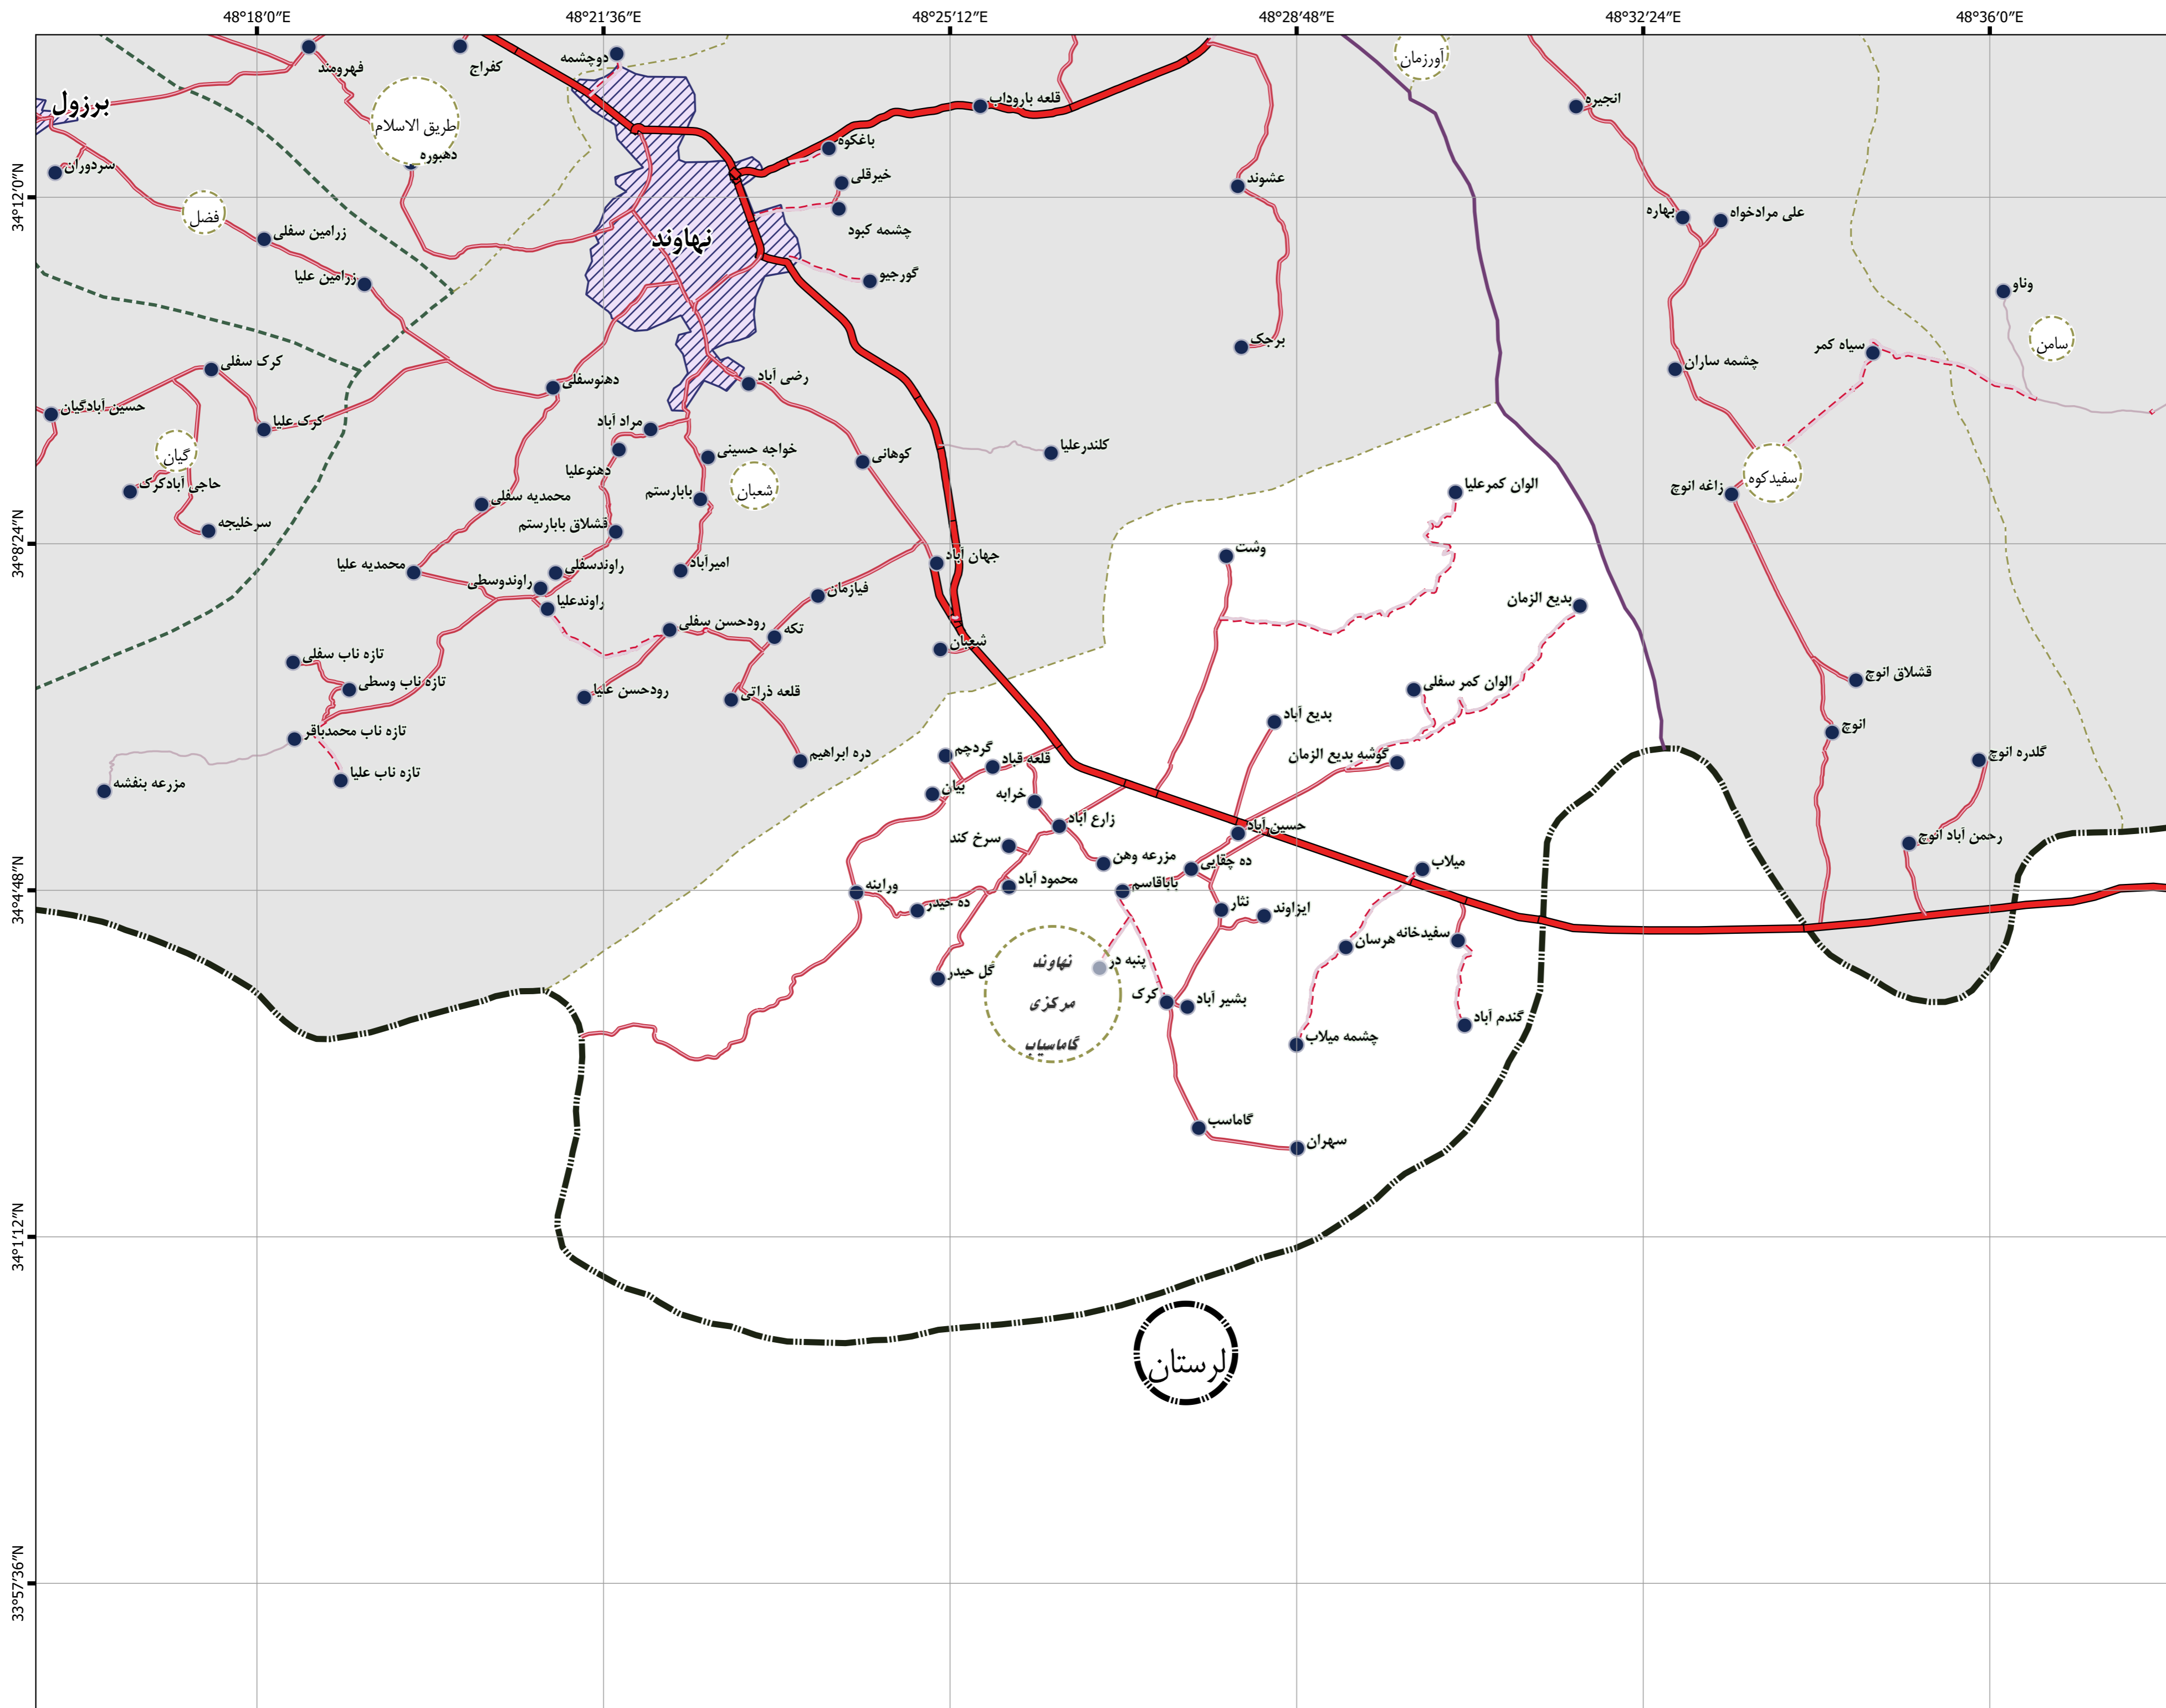 48°18′0″E
48°21′36″E
48°25′12″E
48°28′48″E
48°32′24″E
48°36′0″E
34°12′0″N
34°8′24″N
34°4′48″N
34°1′12″N
33°57′36″N
فهرومند
کفراج
دوچشمه
آورزمان
برزول
طریق الاسلام
قلعه باروداب
انجیره
باغکوه
دهبوره
سردوران
خیرقلی
عشوند
فضل
بهاره
علی مرادخواه
زرامین سفلی
چشمه کبود
نهاوند
زرامین علیا
گورجیو
وناو
سامن
برجک
سیاه کمر
کرک سفلی
چشمه ساران
دهنوسفلی
رضی آباد
حسین آبادگیان
کرک علیا
مراد آباد
کلندرعلیا
گیان
دهنوعلیا
خواجه حسینی
کوهانی
سفیدکوه
حاجی آبادکرک
شعبان
محمدیه سفلی
بابارستم
الوان کمرعلیا
زاغه انوج
سرخلیجه
قشلاق بابارستم
وشت
محمدیه علیا
راوندسفلی
امیرآباد
جهان آباد
راوندوسطی
راوندعلیا
فیازمان
بدیع الزمان
رودحسن سفلی
تکه
شعبان
تازه ناب سفلی
قشلاق انوج
تازه ناب وسطی
رودحسن علیا
قلعه ذراتی
الوان کمر سفلی
بدیع آباد
انوج
تازه ناب محمدباقر
دره ابراهیم
گردچم
قلعه قباد
گوشه بدیع الزمان
گلدره انوج
مزرعه بنفشه
تازه ناب علیا
بیان
خرابه
زارع آباد
حسین آباد
رحمن آباد انوج
سرخ کند
مزرعه وهن
ده چقایی
میلاب
وراینه
محمود آباد
باباقاسم
ده حیدر
نثار
ایزاوند
هرسان
سفیدخانه
گل حیدر
پنبه در
نهاوند
مرکزی
گاماسیاب
کرک
بشیر آباد
گندم آباد
چشمه میلاب
گاماسب
سهران
لرستان